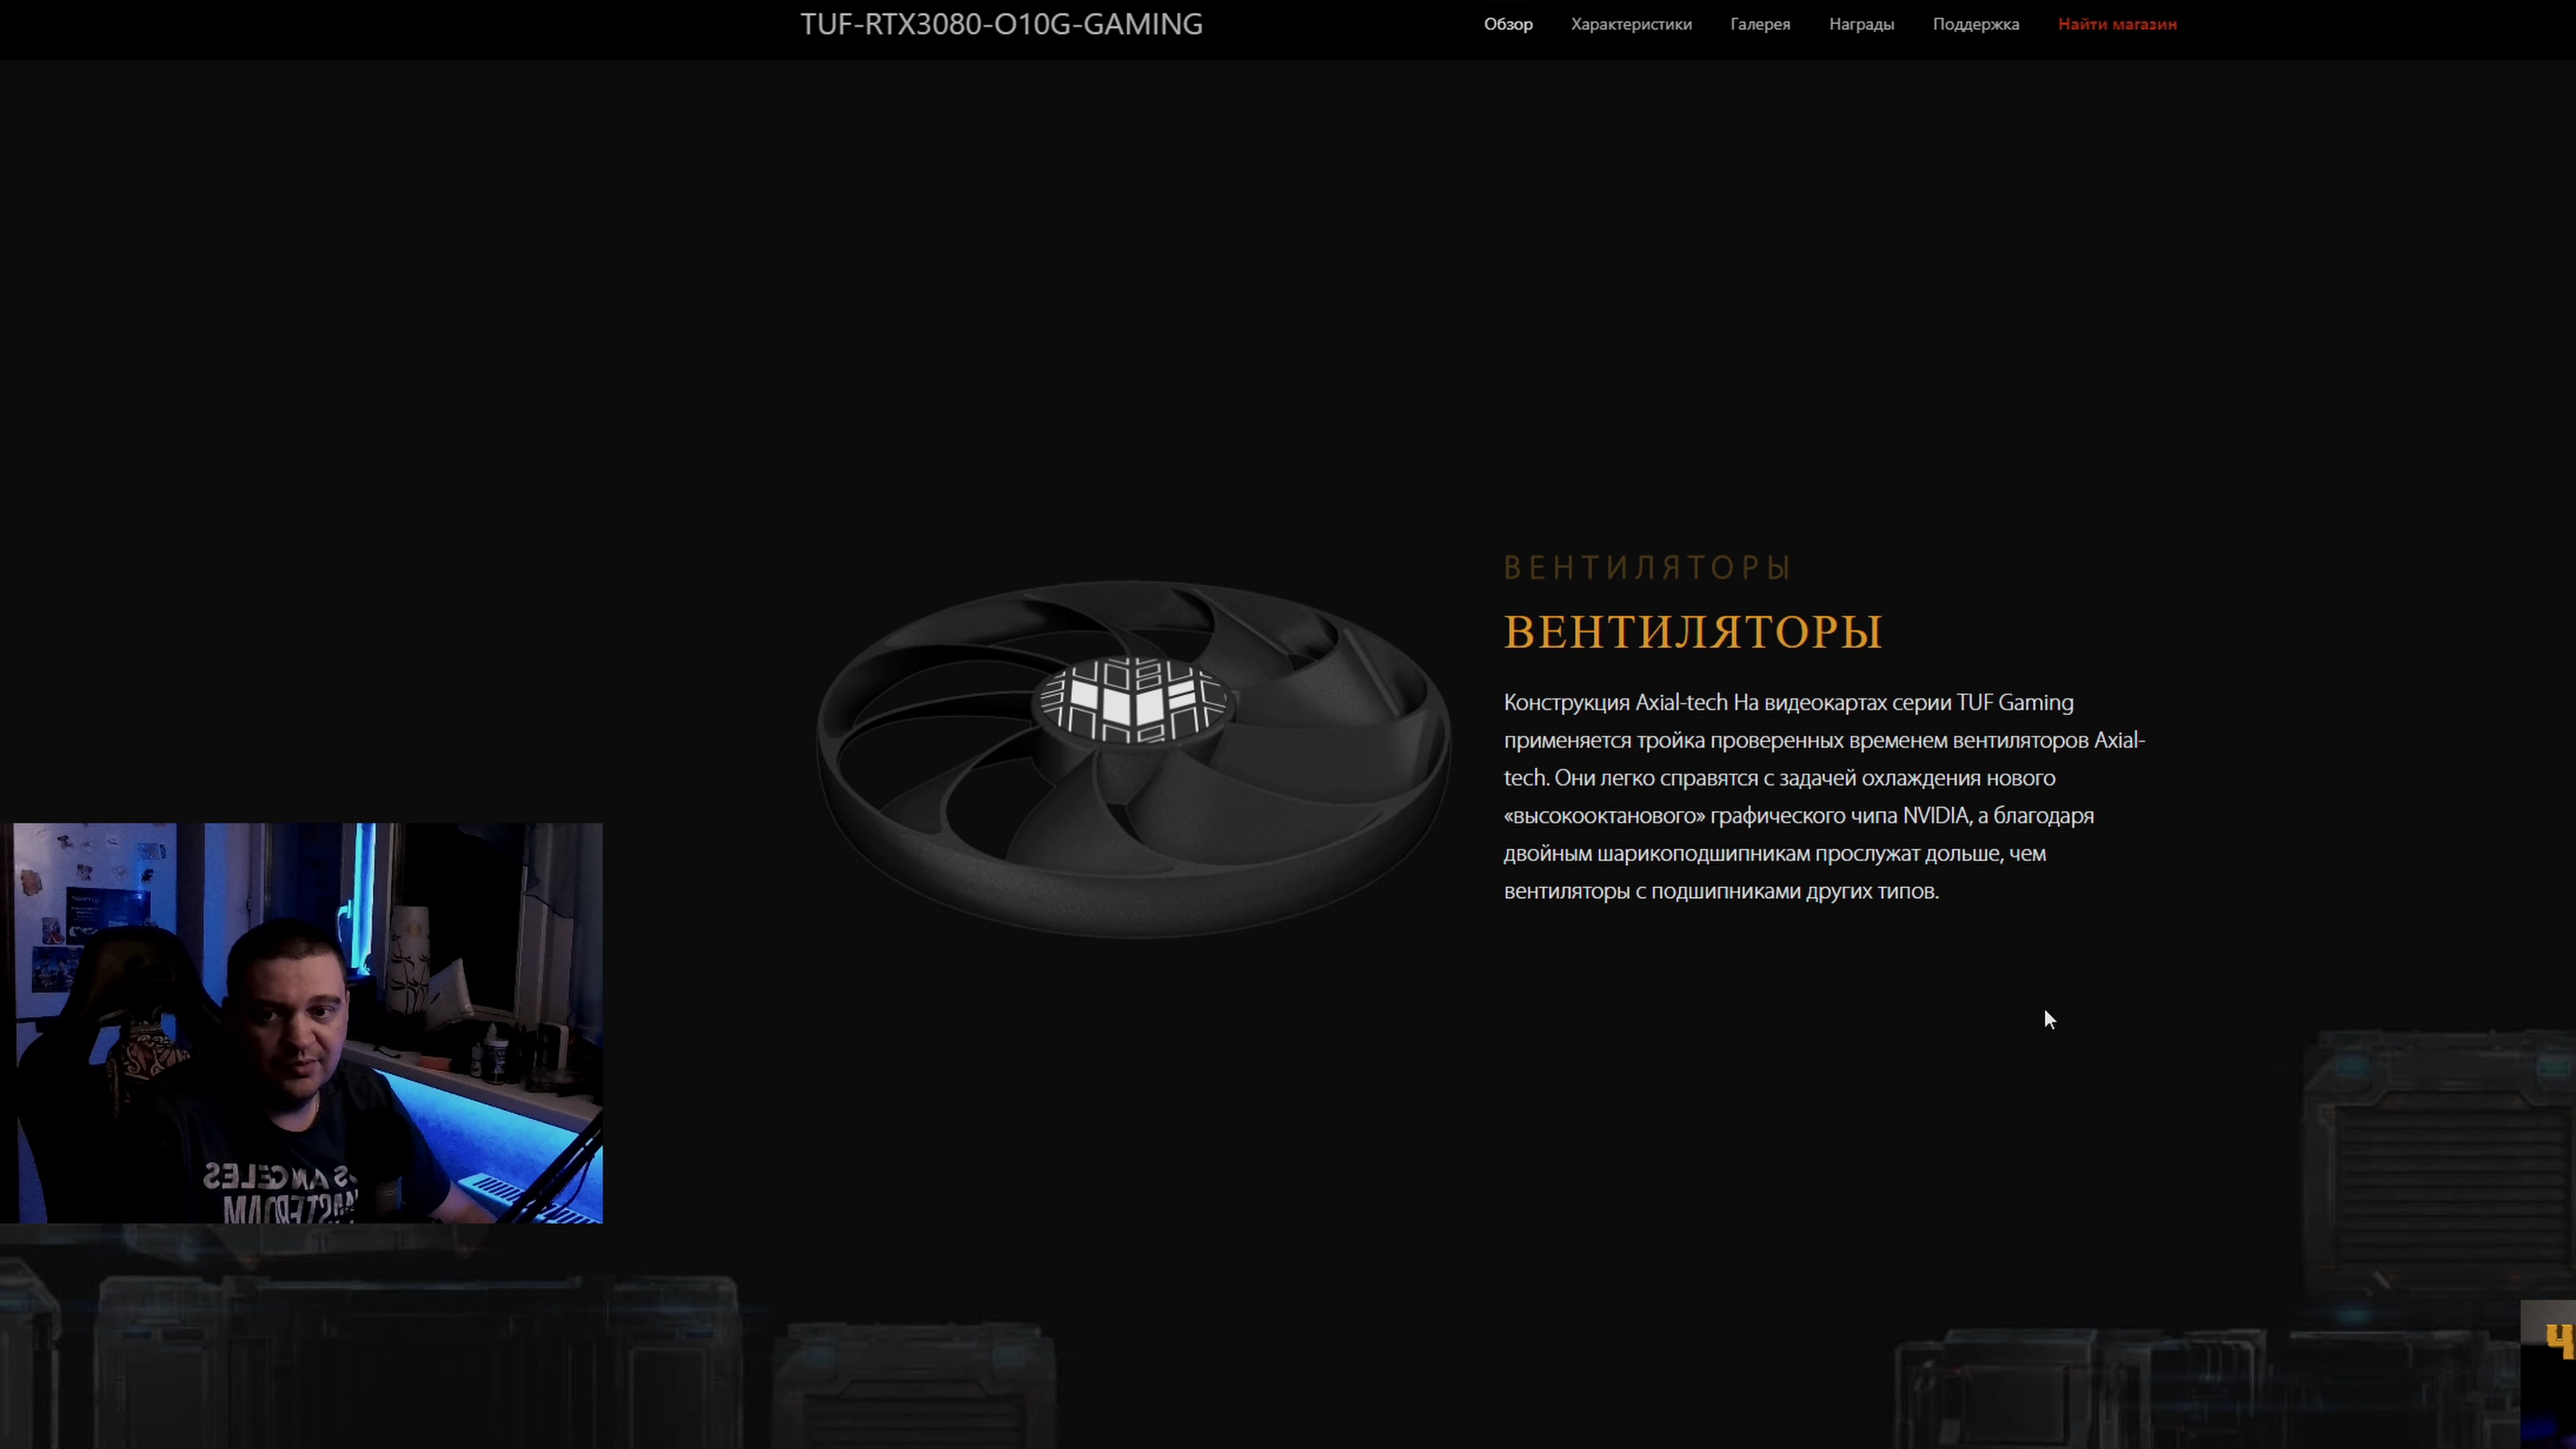 TUF-RTX3080-O10G-GAMING
Обзор Характеристики Галерея Награды Поддержка Найти магазин
ВЕНТИЛЯТОРЫ
ВЕНТИЛЯТОРЫ
Конструкция Axial-tech На видеокартах серии TUF Gaming
применяется тройка проверенных временем вентиляторов Axial-
tech. Они легко справятся с задачей охлаждения нового
«высокооктанового» графического чипа NVIDIA, а благодаря
двойным шарикоподшипникам прослужат дольше, чем
вентиляторы с подшипниками других типов.
LOS ANGELES
Ч